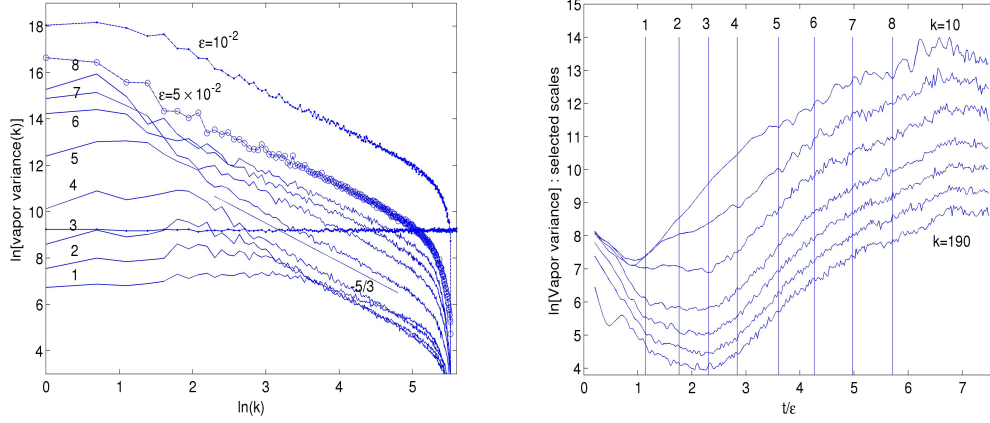 18
16
14
12
10
8
6
4
ln[vapor variance(k)]
ε=10⁻²
ε=5 × 10⁻²
8
7
6
5
4
3
2
1
-5/3
0 1 2 3 4 5
ln(k)
15
14
13
12
11
10
9
8
7
6
5
4
ln[Vapor variance] : selected scales
1 2 3 4 5 6 7 8
k=10
k=190
0 1 2 3 4 5 6 7
t/ε